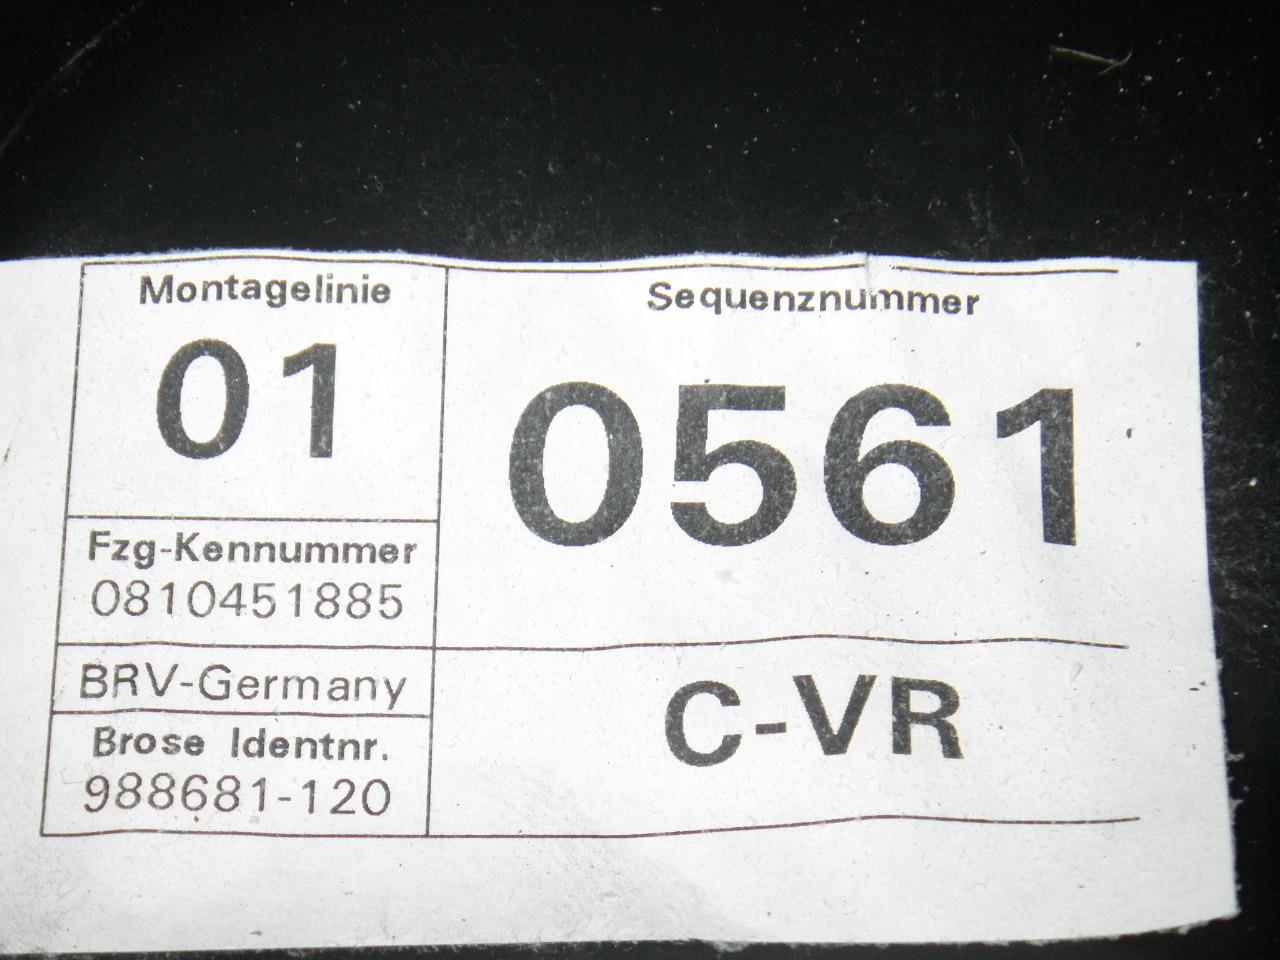 Montagelinie
01
Sequenznummer
0561
Fzg-Kennummer
0810451885
BRV-Germany
Brose Identnr.
988681-120
C-VR